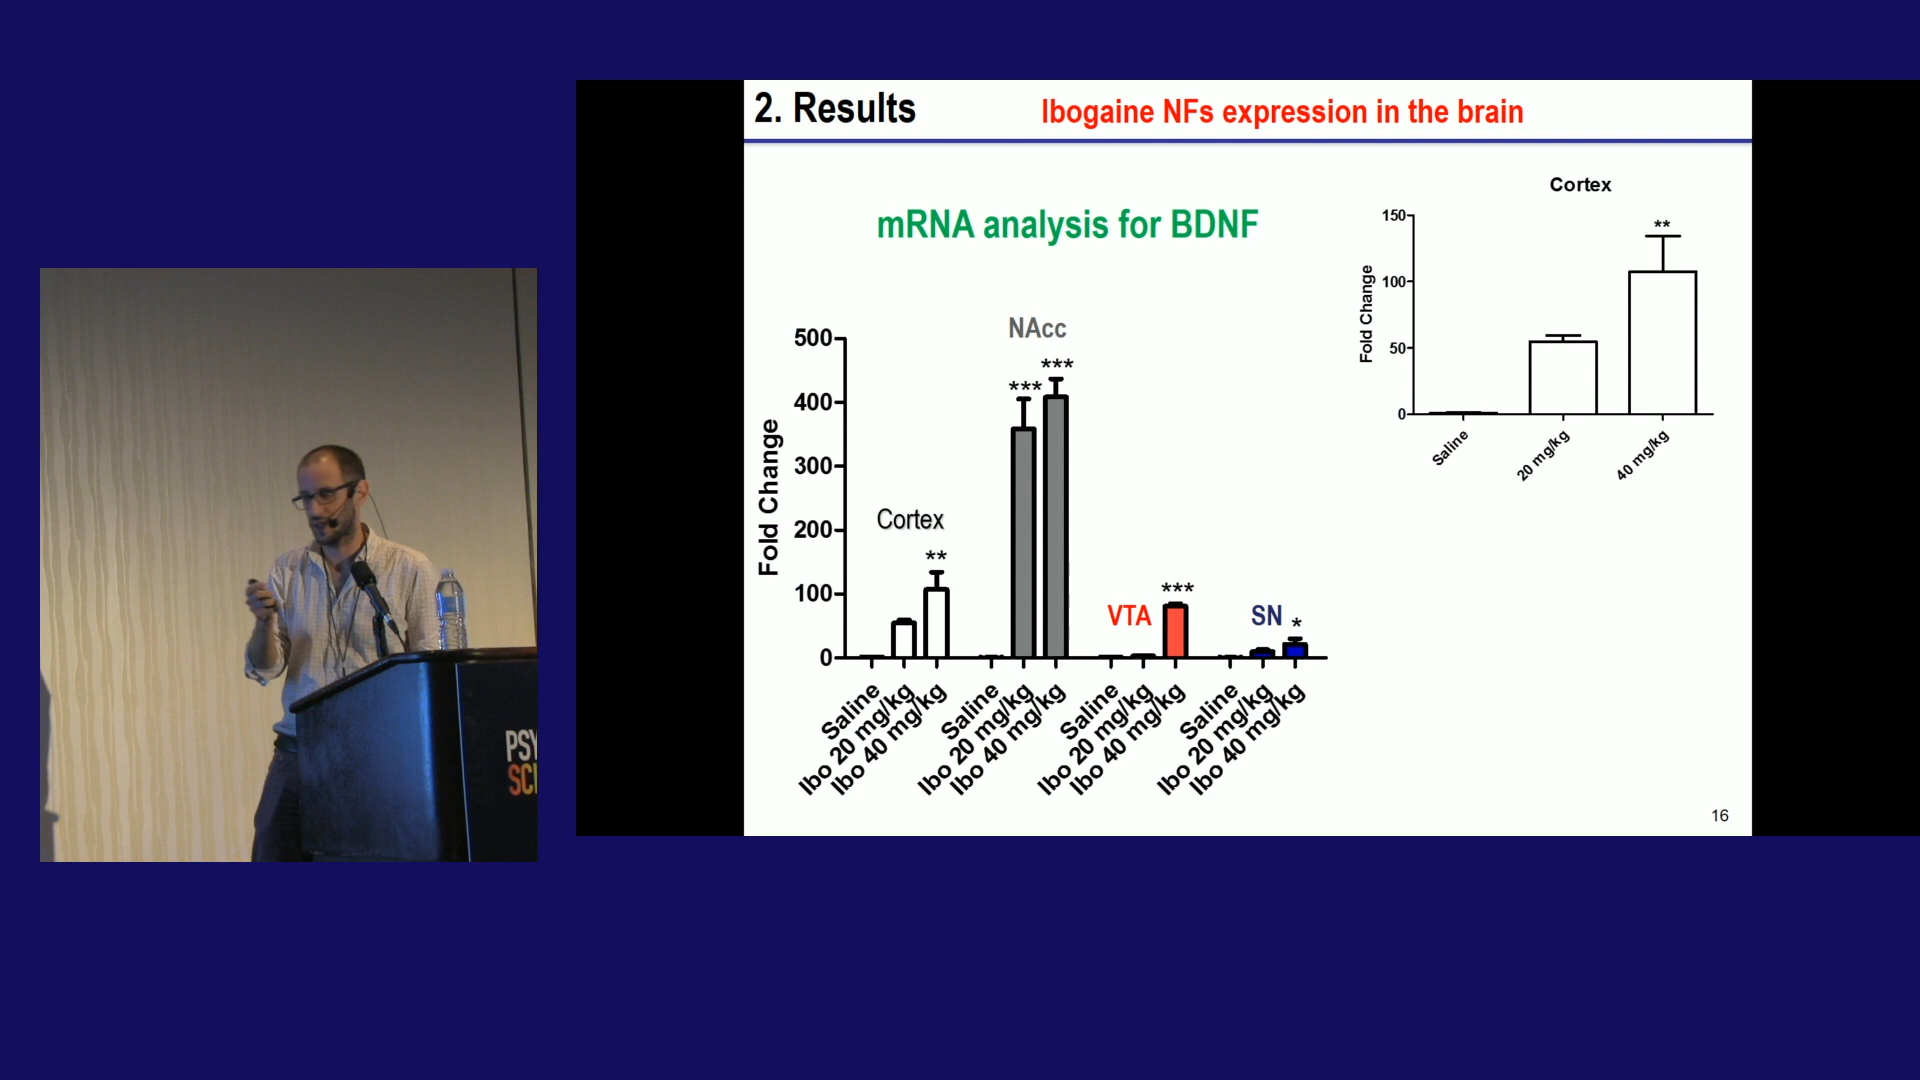 2. Results
Ibogaine NFs expression in the brain
mRNA analysis for BDNF
Fold Change
500
400
300
200
100
0
Cortex
**
NAcc
***
***
VTA
***
SN
*
Saline
Ibo 20 mg/kg
Ibo 40 mg/kg
Saline
Ibo 20 mg/kg
Ibo 40 mg/kg
Saline
Ibo 20 mg/kg
Ibo 40 mg/kg
Saline
Ibo 20 mg/kg
Ibo 40 mg/kg
Cortex
Fold Change
150
100
50
0
**
Saline
20 mg/kg
40 mg/kg
16
PSY
SCI